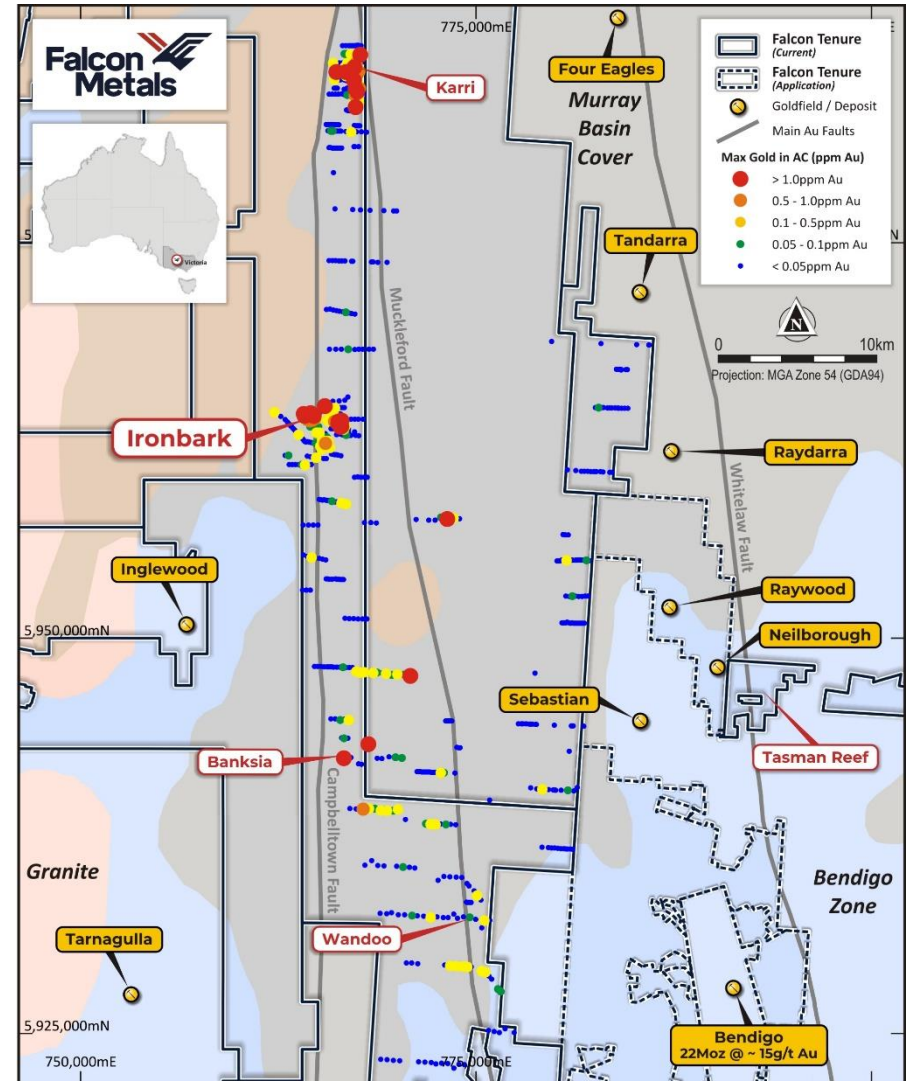 775,000mE
E
Falcon
Metals
Victoria
Karri
Four Eagles
Murray
Basin
Cover
Falcon Tenure
(Current)
Falcon Tenure
(Application)
Goldfield / Deposit
Main Au Faults
Max Gold in AC (ppm Au)
> 1.0ppm Au
0.5 - 1.0ppm Au
0.1 - 0.5ppm Au
0.05 - 0.1ppm Au
< 0.05ppm Au
5
N
Tandarra
N
0
10km
Projection: MGA Zone 54 (GDA94)
Muckleford Fault
Ironbark
Raydarra
Whitelaw Fault
Inglewood
Raywood
5,950,000mN
Neilborough
Sebastian
Tasman Reef
Banksia
Campbelltown Fault
Granite
Bendigo
Zone
Wandoo
Tarnagulla
5,925,000mN
Bendigo
22Moz @ ~ 15g/t Au
750,000mE
775,000mE